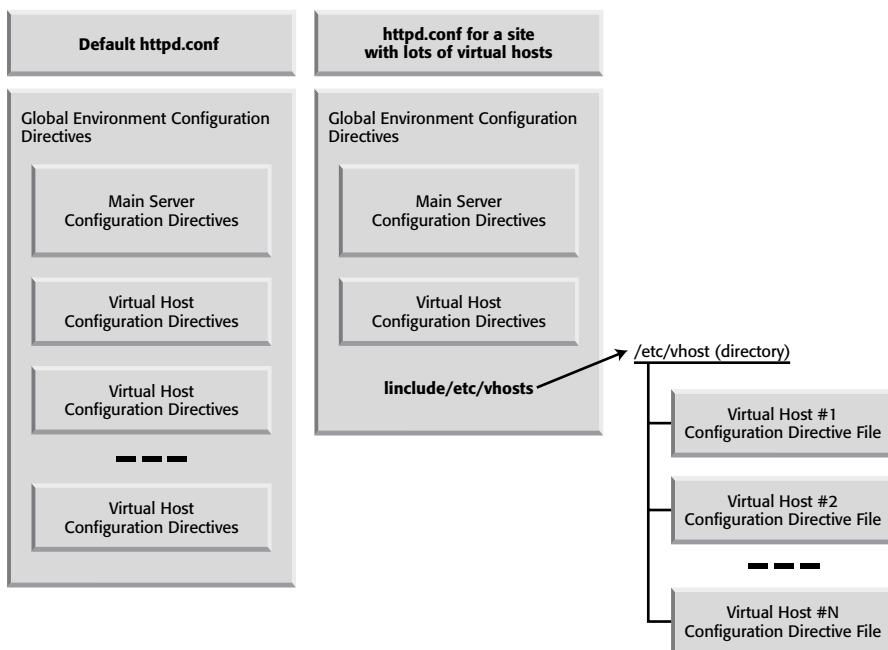 Default httpd.conf
httpd.conf for a site
with lots of virtual hosts
Global Environment Configuration
Directives
Main Server
Configuration Directives
Virtual Host
Configuration Directives
Virtual Host
Configuration Directives
Virtual Host
Configuration Directives
Global Environment Configuration
Directives
Main Server
Configuration Directives
Virtual Host
Configuration Directives
linclude/etc/vhosts
/etc/vhost (directory)
Virtual Host #1
Configuration Directive File
Virtual Host #2
Configuration Directive File
Virtual Host #N
Configuration Directive File